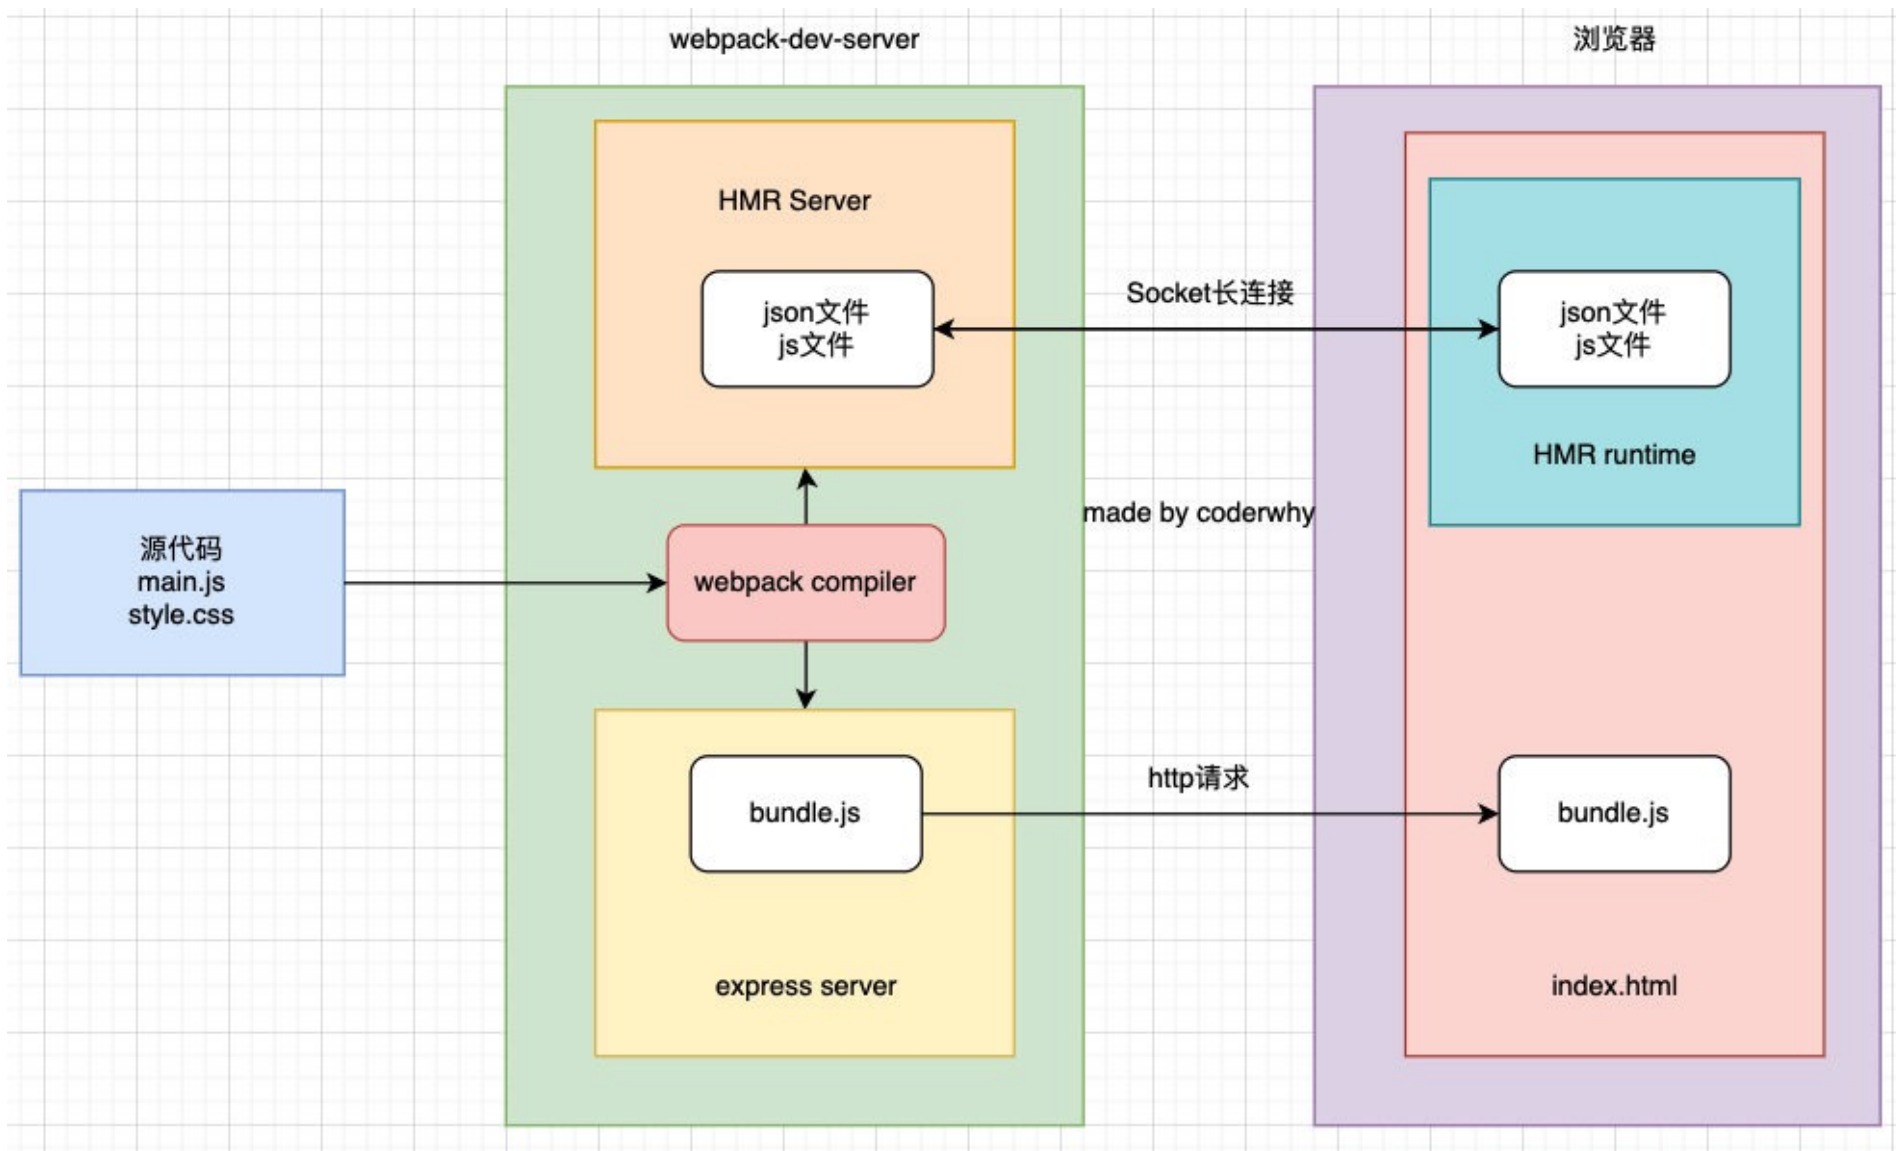 webpack-dev-server
浏览器
HMR Server
json文件
js文件
Socket长连接
json文件
js文件
HMR runtime
made by coderwhy
源代码
main.js
style.css
webpack compiler
http请求
bundle.js
bundle.js
express server
index.html